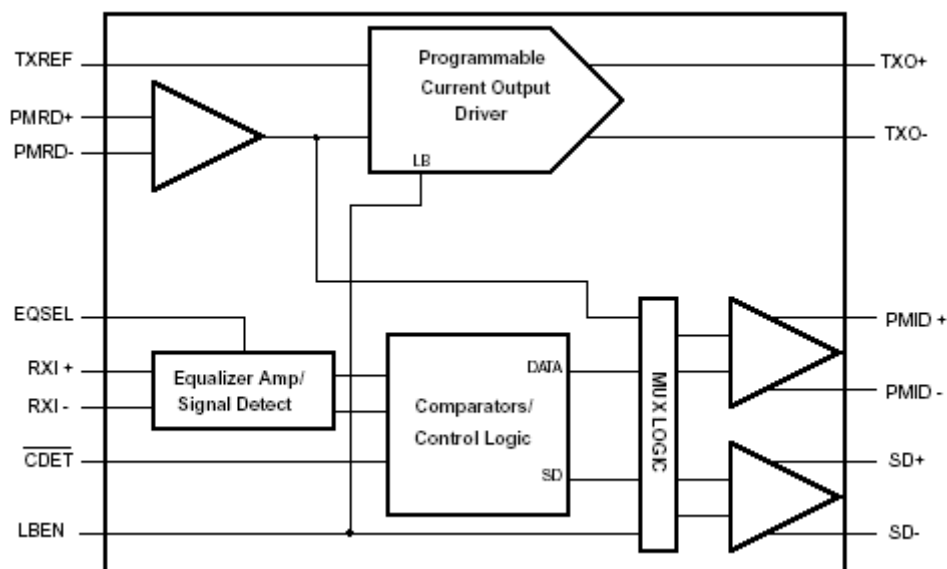 TXREF
PMRD+
PMRD-
Programmable
Current Output
Driver
LB
TXO+
TXO-
EQSEL
RXI +
RXI -
CDET
LBEN
Equalizer Amp/
Signal Detect
DATA
Comparators/
Control Logic
SD
MUX LOGIC
PMID +
PMID -
SD+
SD-